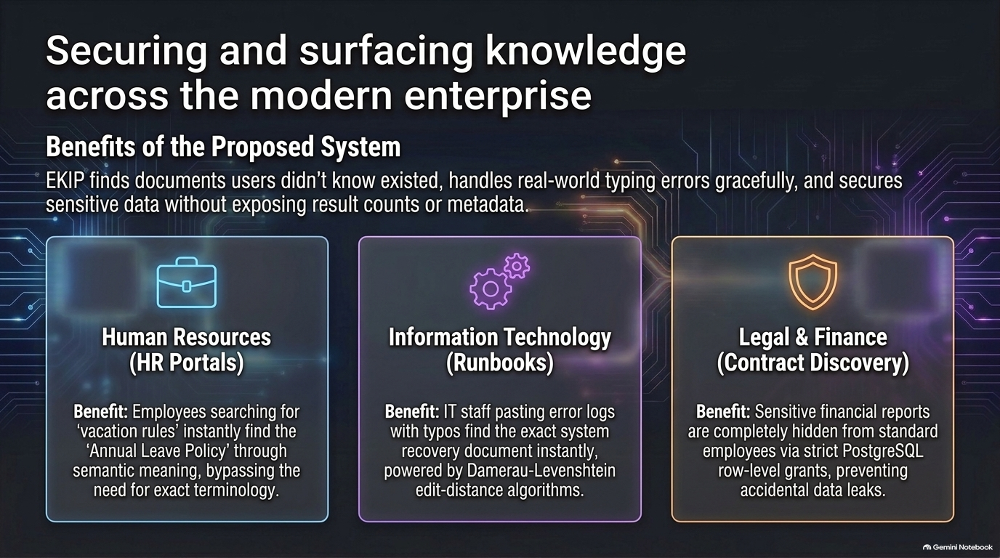 Securing and surfacing knowledge
across the modern enterprise
Benefits of the Proposed System
EKIP finds documents users didn’t know existed, handles real-world typing errors gracefully, and secures
sensitive data without exposing result counts or metadata.
Human Resources
(HR Portals)
Benefit: Employees searching for
‘vacation rules’ instantly find the
‘Annual Leave Policy’ through
semantic meaning, bypassing the
need for exact terminology.
Information Technology
(Runbooks)
Benefit: IT staff pasting error logs
with typos find the exact system
recovery document instantly,
powered by Damerau-Levenshtein
edit-distance algorithms.
Legal & Finance
(Contract Discovery)
Benefit: Sensitive financial reports
are completely hidden from standard
employees via strict PostgreSQL
row-level grants, preventing
accidental data leaks.
Gemini Notebook